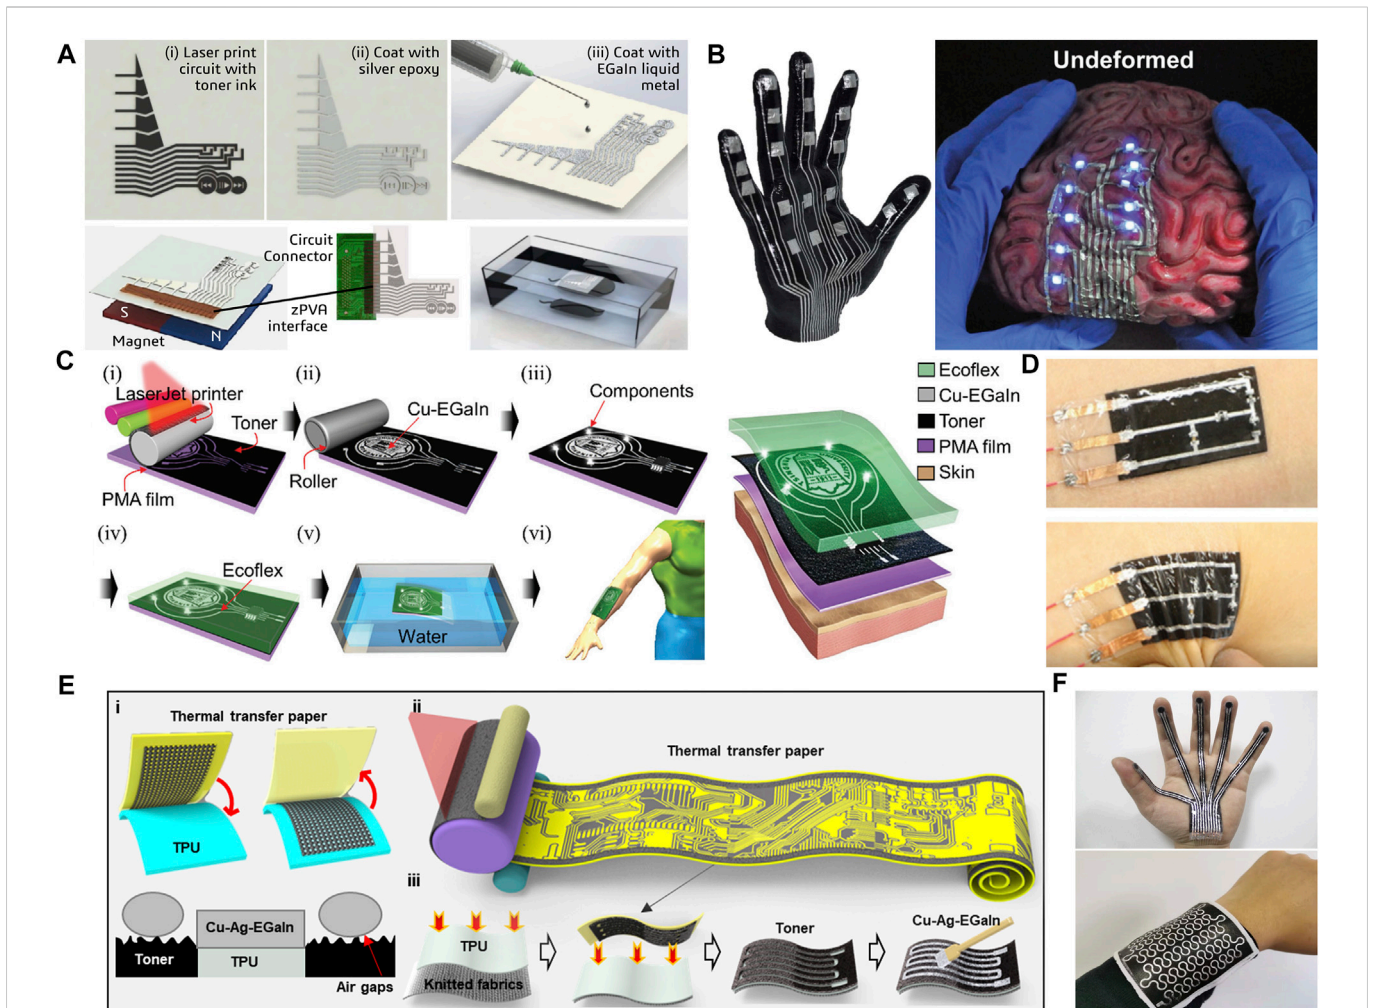 A
(i) Laser print
circuit with
toner ink
(ii) Coat with
silver epoxy
(iii) Coat with
EGaIn liquid
metal
Circuit
Connector
zPVA
interface
S
N
Magnet
B
Undeformed
C
(i)
LaserJet printer
Toner
PMA film
(ii)
Cu-EGaIn
Roller
(iii)
Components
(iv)
Ecoflex
(v)
Water
(vi)
Ecoflex
Cu-EGaIn
Toner
PMA film
Skin
D
E
i
Thermal transfer paper
TPU
Cu-Ag-EGaIn
Toner
TPU
Air gaps
ii
Thermal transfer paper
iii
TPU
Knitted fabrics
Toner
Cu-Ag-EGaIn
F